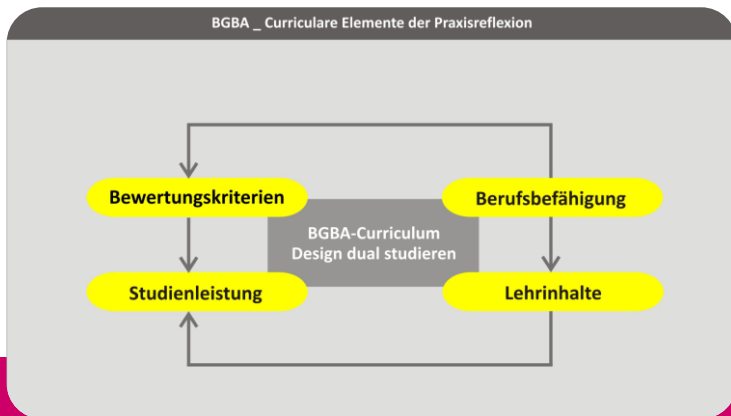 BGBA _ Curriculare Elemente der Praxisreflexion
Bewertungskriterien
Berufsbefähigung
BGBA-Curriculum
Design dual studieren
Studienleistung
Lehrinhalte